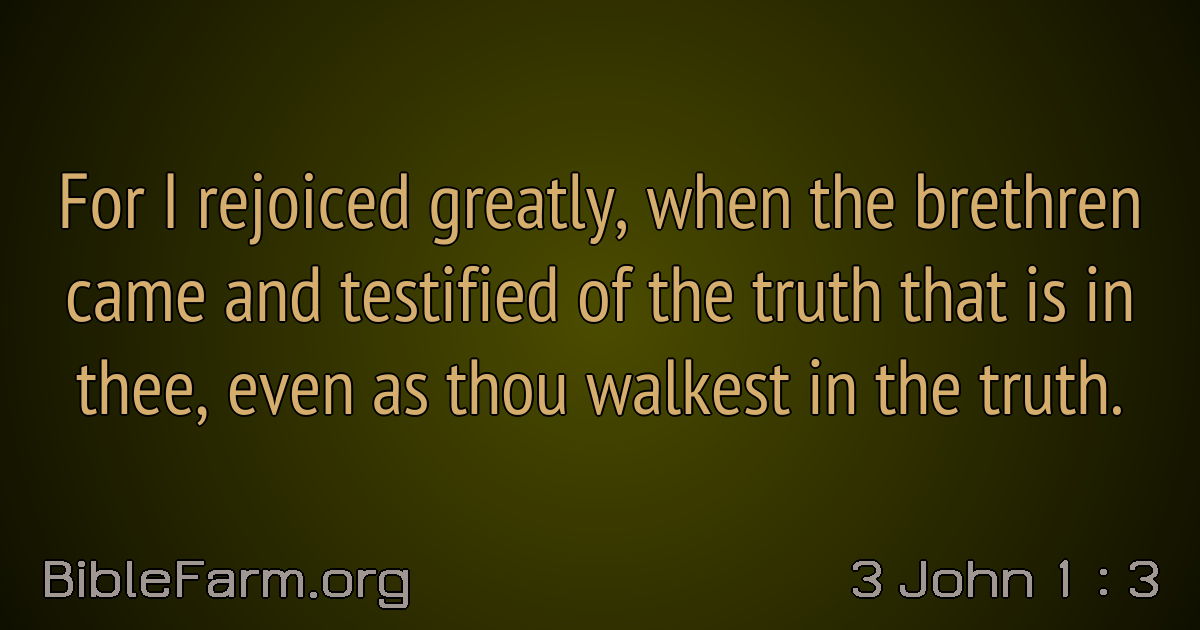 For I rejoiced greatly, when the brethren
came and testified of the truth that is in
thee, even as thou walkest in the truth.
BibleFarm.org
3 John 1 : 3